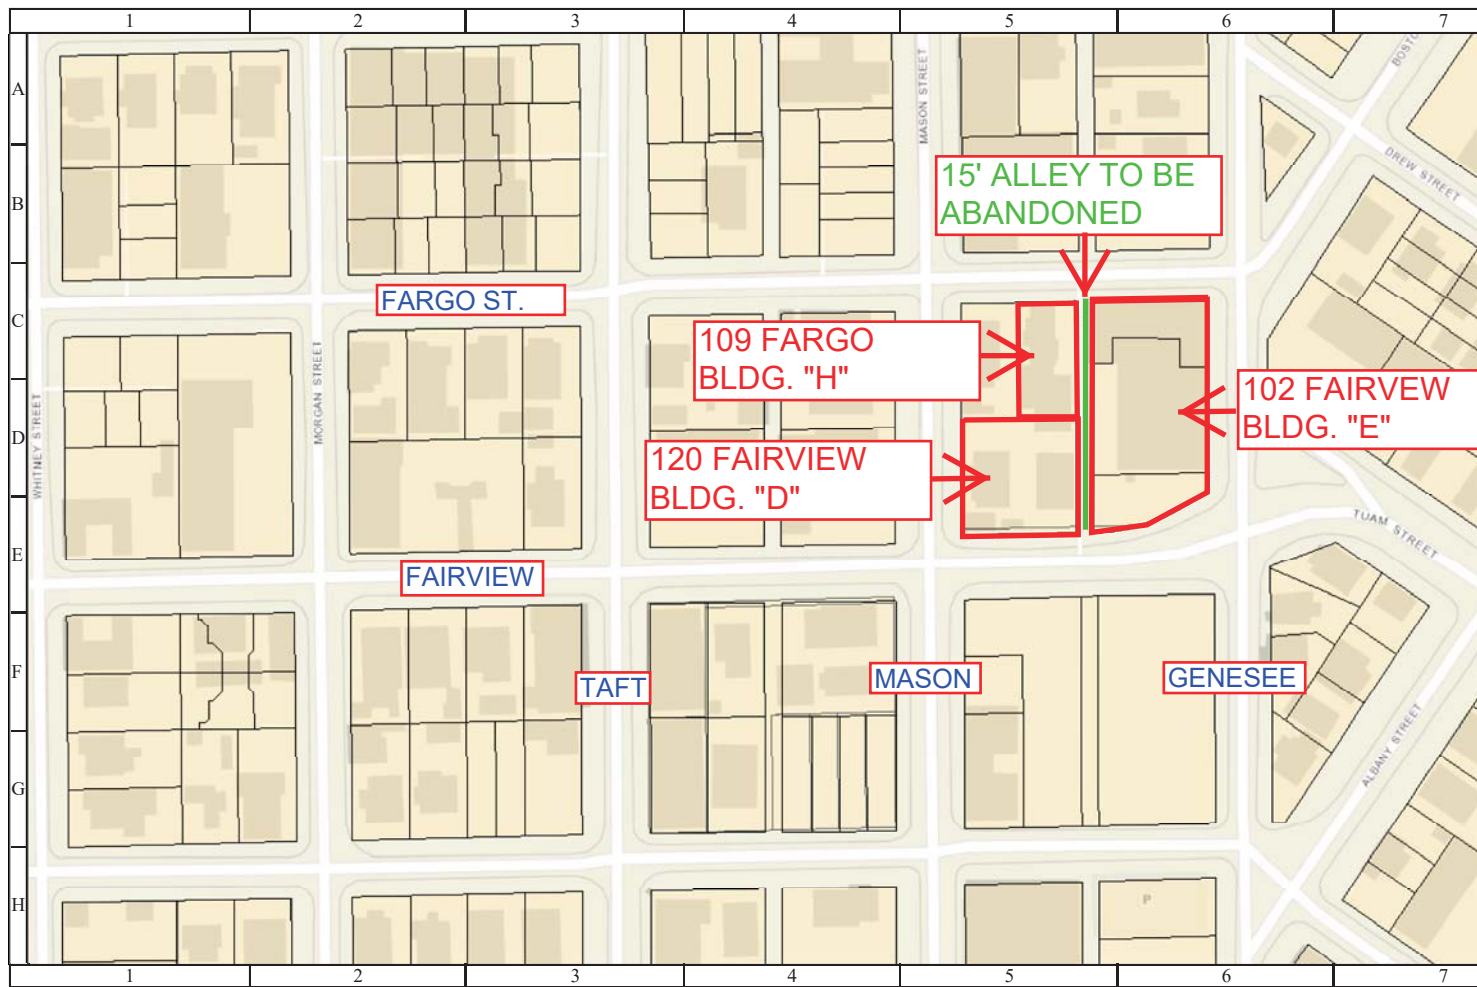 1 2 3 4 5 6 7
A
B
C
D
E
F
G
H
MASON STREET
BOSTO
DREW STREET
15' ALLEY TO BE
ABANDONED
FARGO ST.
109 FARGO
BLDG. "H"
102 FAIRVEW
BLDG. "E"
WHITNEY STREET
MORGAN STREET
120 FAIRVIEW
BLDG. "D"
TUAM STREET
FAIRVIEW
TAFT
MASON
GENESEE
ALBANY STREET
P
1 2 3 4 5 6 7